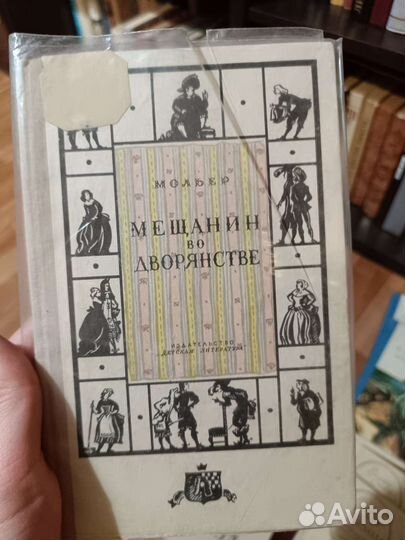 МОЛЬЕР
МЕЩАНИН
ВО
ДВОРЯНСТВЕ
ИЗДАТЕЛЬСТВО
„ДЕТСКАЯ ЛИТЕРАТУРА“
Avito